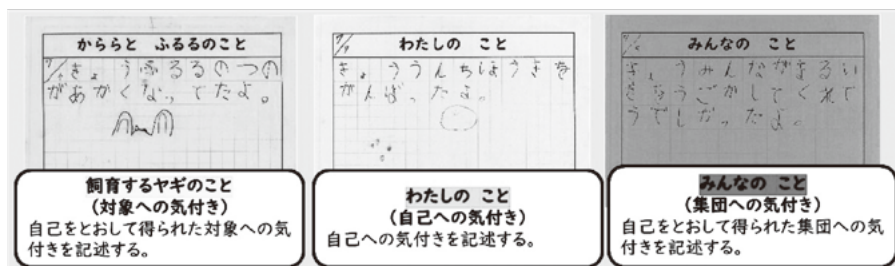 かららと ふるるのこと
きょうふるるのつの
があかくなってたよ。
飼育するヤギのこと
(対象への気付き)
自己をとおして得られた対象への気
付きを記述する。
わたしの こと
きょううんちほうきを
がんばったよ。
わたしの こと
(自己への気付き)
自己への気付きを記述する。
みんなの こと
きょうみんながまるい
きをうごかしてくれて
うれしかったよ。
みんなの こと
(集団への気付き)
自己をとおして得られた集団への気
付きを記述する。